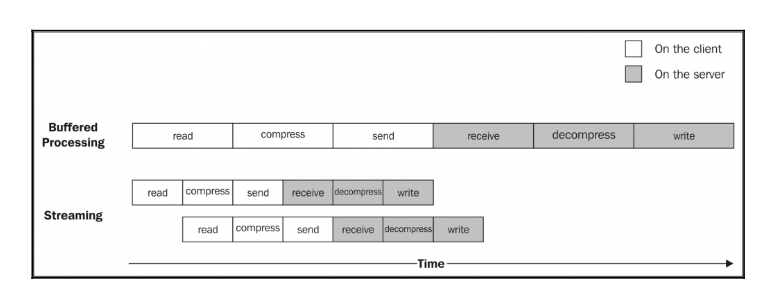 On the client
On the server
Buffered
Processing
read compress send receive decompress write
read compress send receive decompress write
Streaming
read compress send receive decompress write
Time